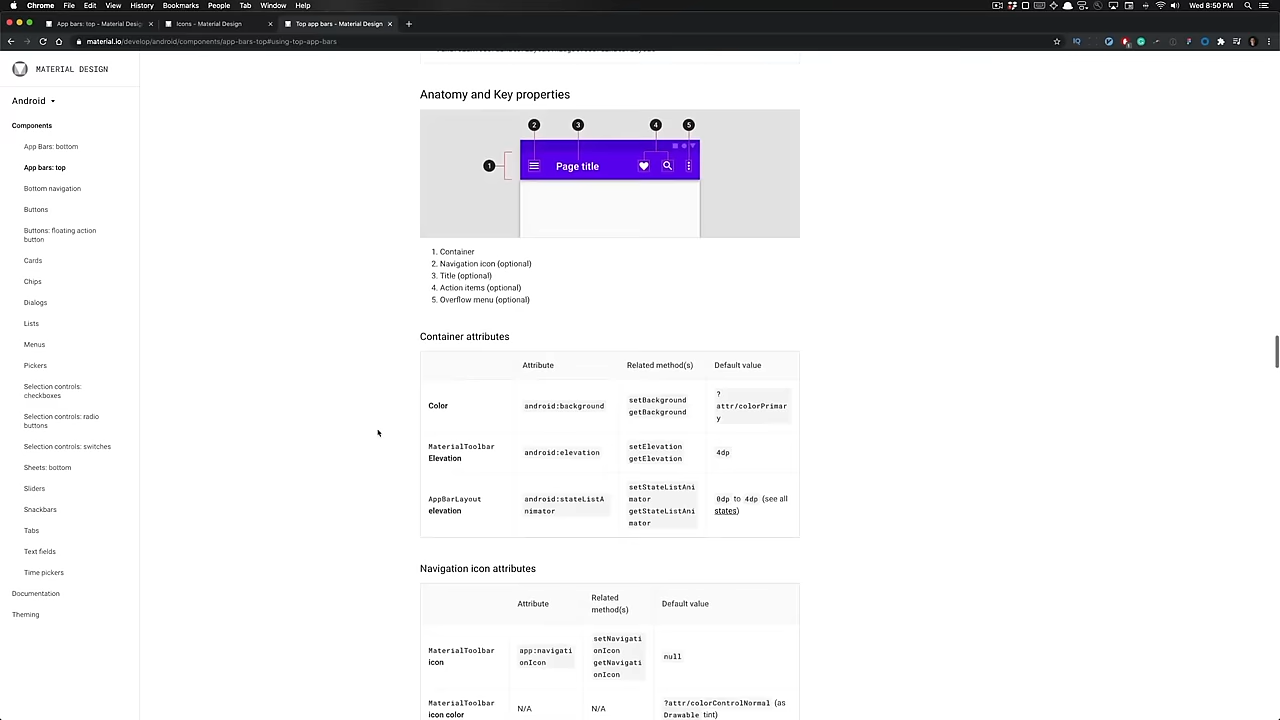 Chrome File Edit View History Bookmarks People Tab Window Help Wed 8:50 PM
App bars: top - Material Desig Icons - Material Design Top app bars - Material Design
material.io/develop/android/components/app-bars-top#using-top-app-bars
MATERIAL DESIGN
Android
Components
App Bars: bottom
App bars: top
Bottom navigation
Buttons
Buttons: floating action
button
Cards
Chips
Dialogs
Lists
Menus
Pickers
Selection controls:
checkboxes
Selection controls: radio
buttons
Selection controls: switches
Sheets: bottom
Sliders
Snackbars
Tabs
Text fields
Time pickers
Documentation
Theming
Anatomy and Key properties
2 3 4 5
1 Page title
1. Container
2. Navigation icon (optional)
3. Title (optional)
4. Action items (optional)
5. Overflow menu (optional)
Container attributes
Attribute Related method(s) Default value
Color android:background setBackground getBackground ?attr/colorPrimary
MaterialToolbar Elevation android:elevation setElevation getElevation 4dp
AppBarLayout elevation android:stateListAnimator setStateListAnimator getStateListAnimator 0dp to 4dp (see all states)
Navigation icon attributes
Attribute Related method(s) Default value
MaterialToolbar icon app:navigationIcon setNavigationIcon getNavigationIcon null
MaterialToolbar icon color N/A N/A ?attr/colorControlNormal (as Drawable tint)